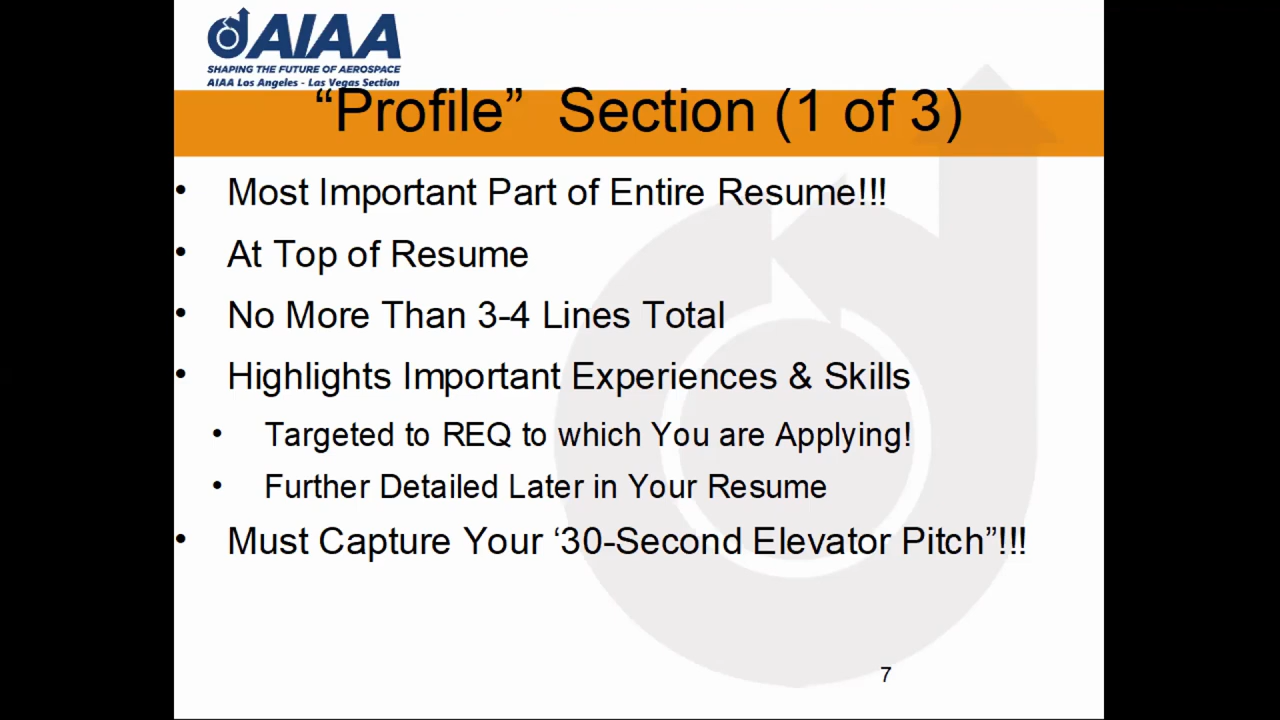 AIAA
SHAPING THE FUTURE OF AEROSPACE
AIAA Los Angeles - Las Vegas Section
“Profile” Section (1 of 3)
• Most Important Part of Entire Resume!!!
• At Top of Resume
• No More Than 3-4 Lines Total
• Highlights Important Experiences & Skills
• Targeted to REQ to which You are Applying!
• Further Detailed Later in Your Resume
• Must Capture Your ‘30-Second Elevator Pitch”!!!
7